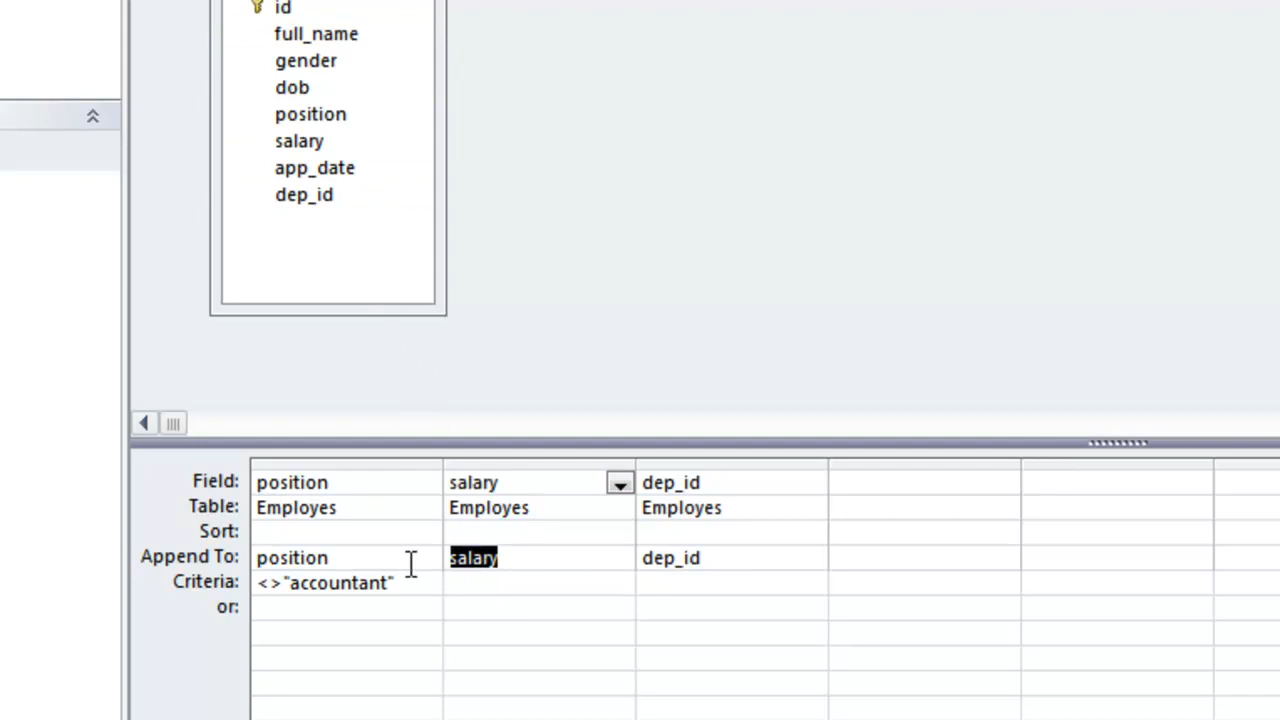 id
full_name
gender
dob
position
salary
app_date
dep_id
Field: position salary dep_id
Table: Employes Employes Employes
Sort:
Append To: position salary dep_id
Criteria: <>"accountant"
or: